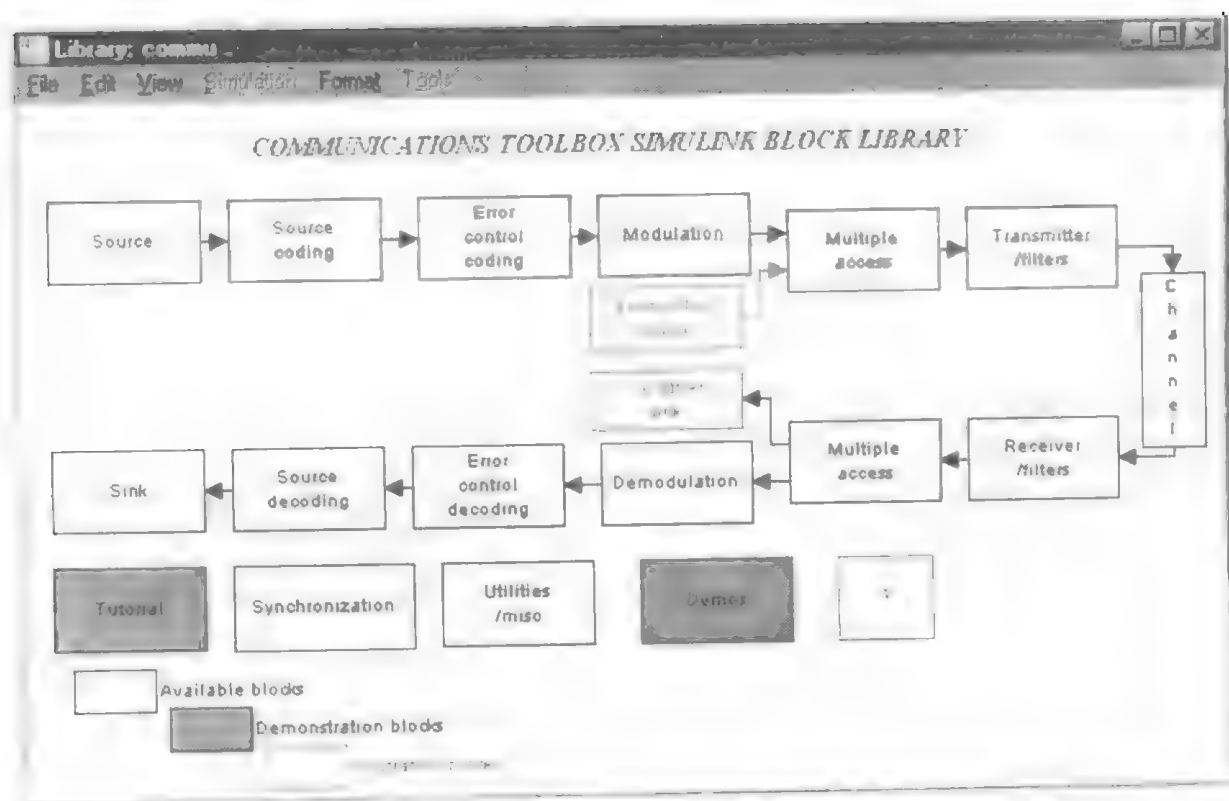 Library: commu
File Edit View Simulation Format Tools
COMMUNICATIONS TOOLBOX SIMULINK BLOCK LIBRARY
Source
Source
coding
Error
control
coding
Modulation
Multiple
access
Transmitter
/filters
Channel
Sink
Source
decoding
Error
control
decoding
Demodulation
Multiple
access
Receiver
/filters
Tutorial
Synchronization
Utilities
/misc
Demos
Available blocks
Demonstration blocks